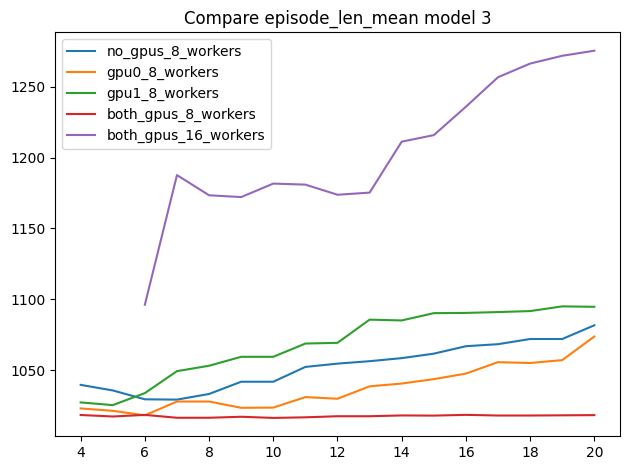 Compare episode_len_mean model 3
no_gpus_8_workers
gpu0_8_workers
gpu1_8_workers
both_gpus_8_workers
both_gpus_16_workers
1250
1200
1150
1100
1050
4 6 8 10 12 14 16 18 20